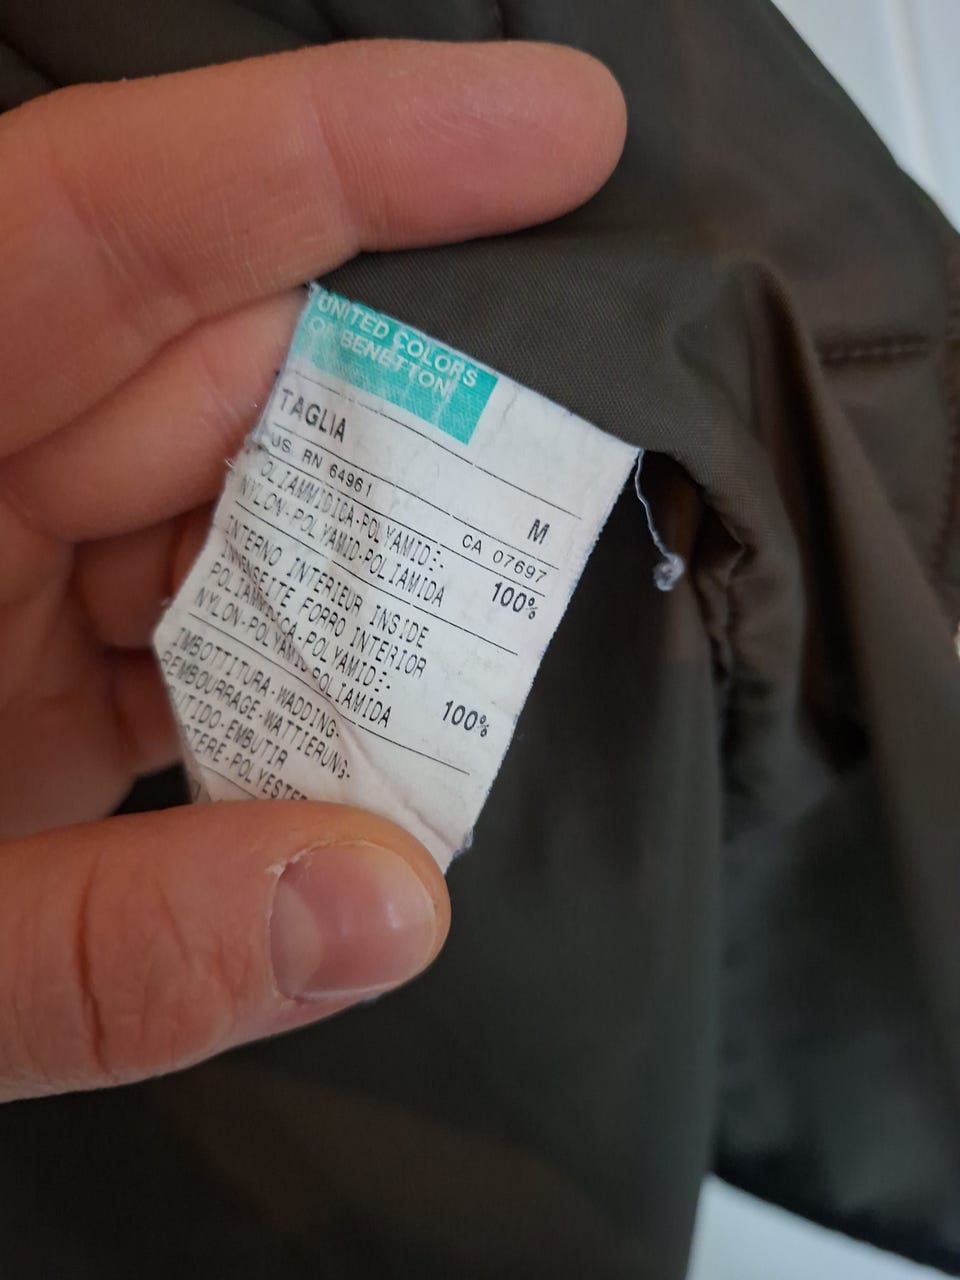 UNITED COLORS
OF BENETTON
TAGLIA M
US RN 64961 CA 07697
POLIAMMIDICA-POLYAMIDE-
NYLON-POLYAMID-POLIAMIDA 100%
INTERNO INTERIEUR INSIDE
INNENSEITE FORRO INTERIOR
POLIAMMIDICA-POLYAMIDE-
NYLON-POLYAMID-POLIAMIDA 100%
IMBOTTITURA-WADDING-
REMBOURRAGE-WATTIERUNG-
EMBUTIR